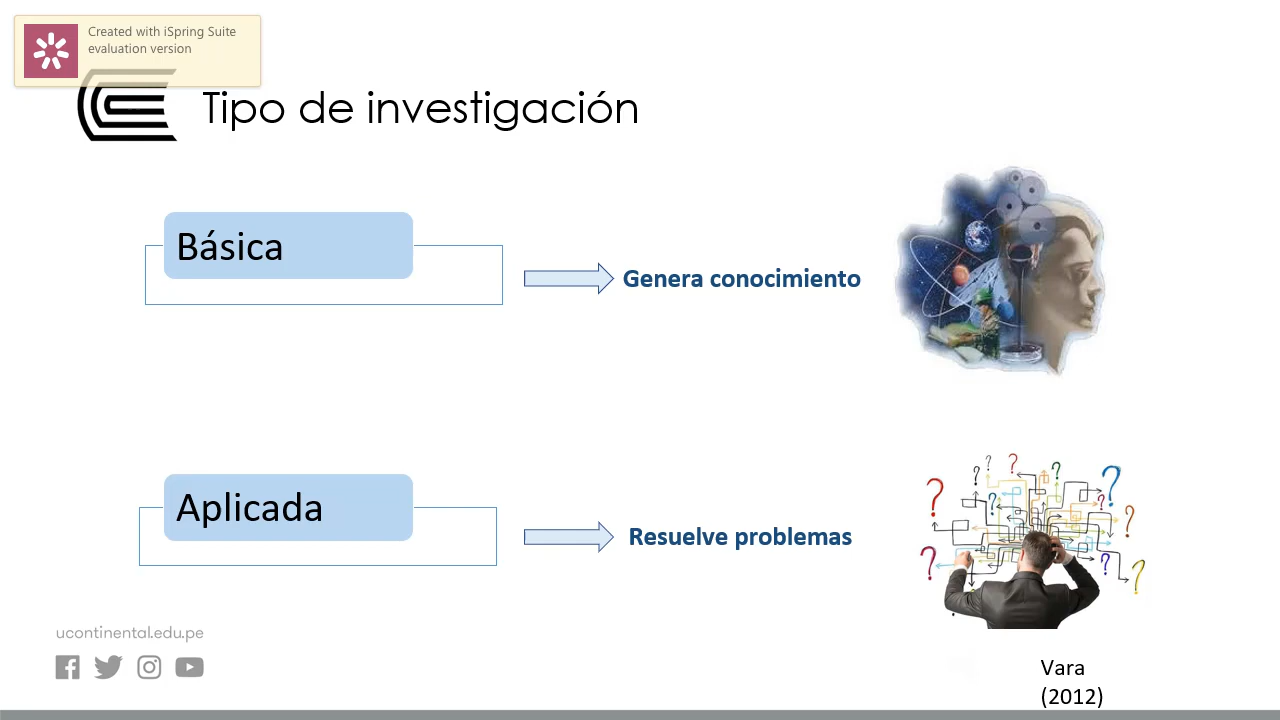 Created with iSpring Suite
evaluation version
Tipo de investigación
Básica
Genera conocimiento
Aplicada
Resuelve problemas
ucontinental.edu.pe
Vara
(2012)